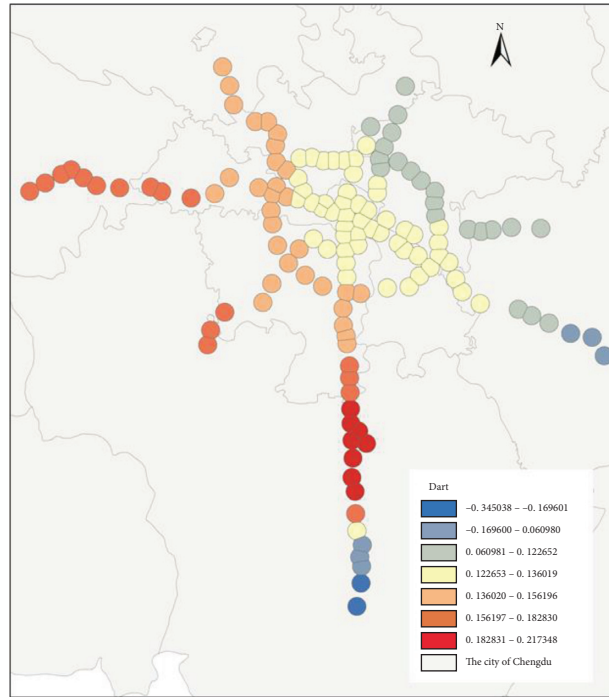 N
Dart
–0. 345038 – –0. 169601
–0. 169600 – 0.060980
0. 060981 – 0. 122652
0. 122653 – 0. 136019
0. 136020 – 0. 156196
0. 156197 – 0. 182830
0. 182831 – 0. 217348
The city of Chengdu